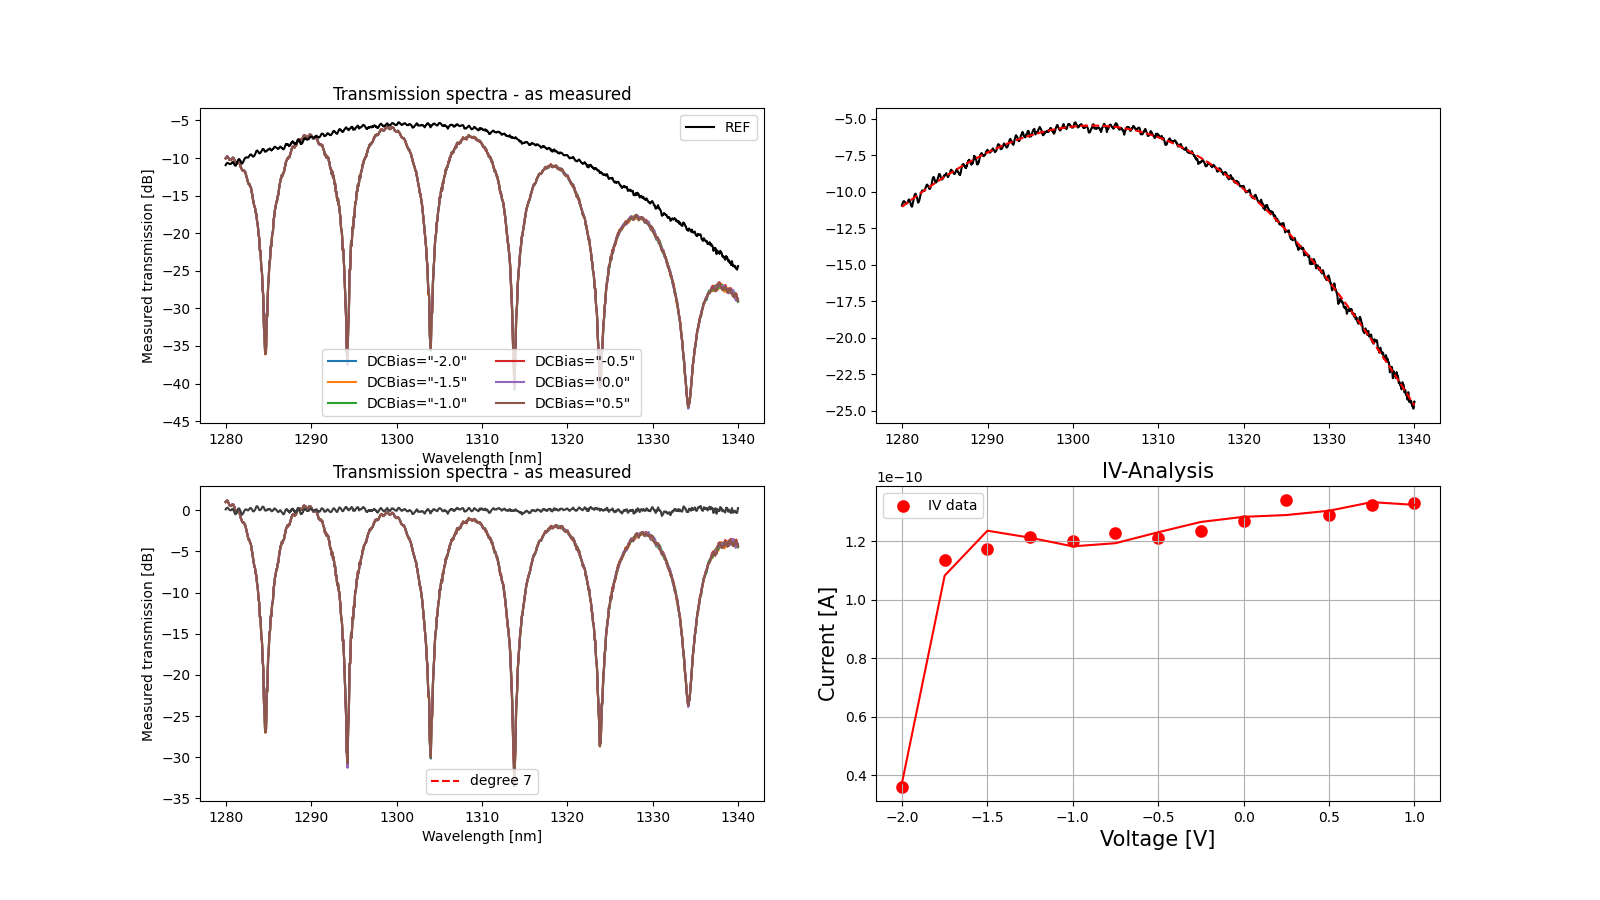 Transmission spectra - as measured
Measured transmission [dB]
−5
−10
−15
−20
−25
−30
−35
−40
−45
REF
DCBias="-2.0"
DCBias="-1.5"
DCBias="-1.0"
DCBias="-0.5"
DCBias="0.0"
DCBias="0.5"
1280 1290 1300 1310 1320 1330 1340
Wavelength [nm]
−5.0
−7.5
−10.0
−12.5
−15.0
−17.5
−20.0
−22.5
−25.0
1280 1290 1300 1310 1320 1330 1340
Transmission spectra - as measured
Measured transmission [dB]
0
−5
−10
−15
−20
−25
−30
−35
degree 7
1280 1290 1300 1310 1320 1330 1340
Wavelength [nm]
IV-Analysis
1e−10
Current [A]
IV data
1.2
1.0
0.8
0.6
0.4
−2.0 −1.5 −1.0 −0.5 0.0 0.5 1.0
Voltage [V]